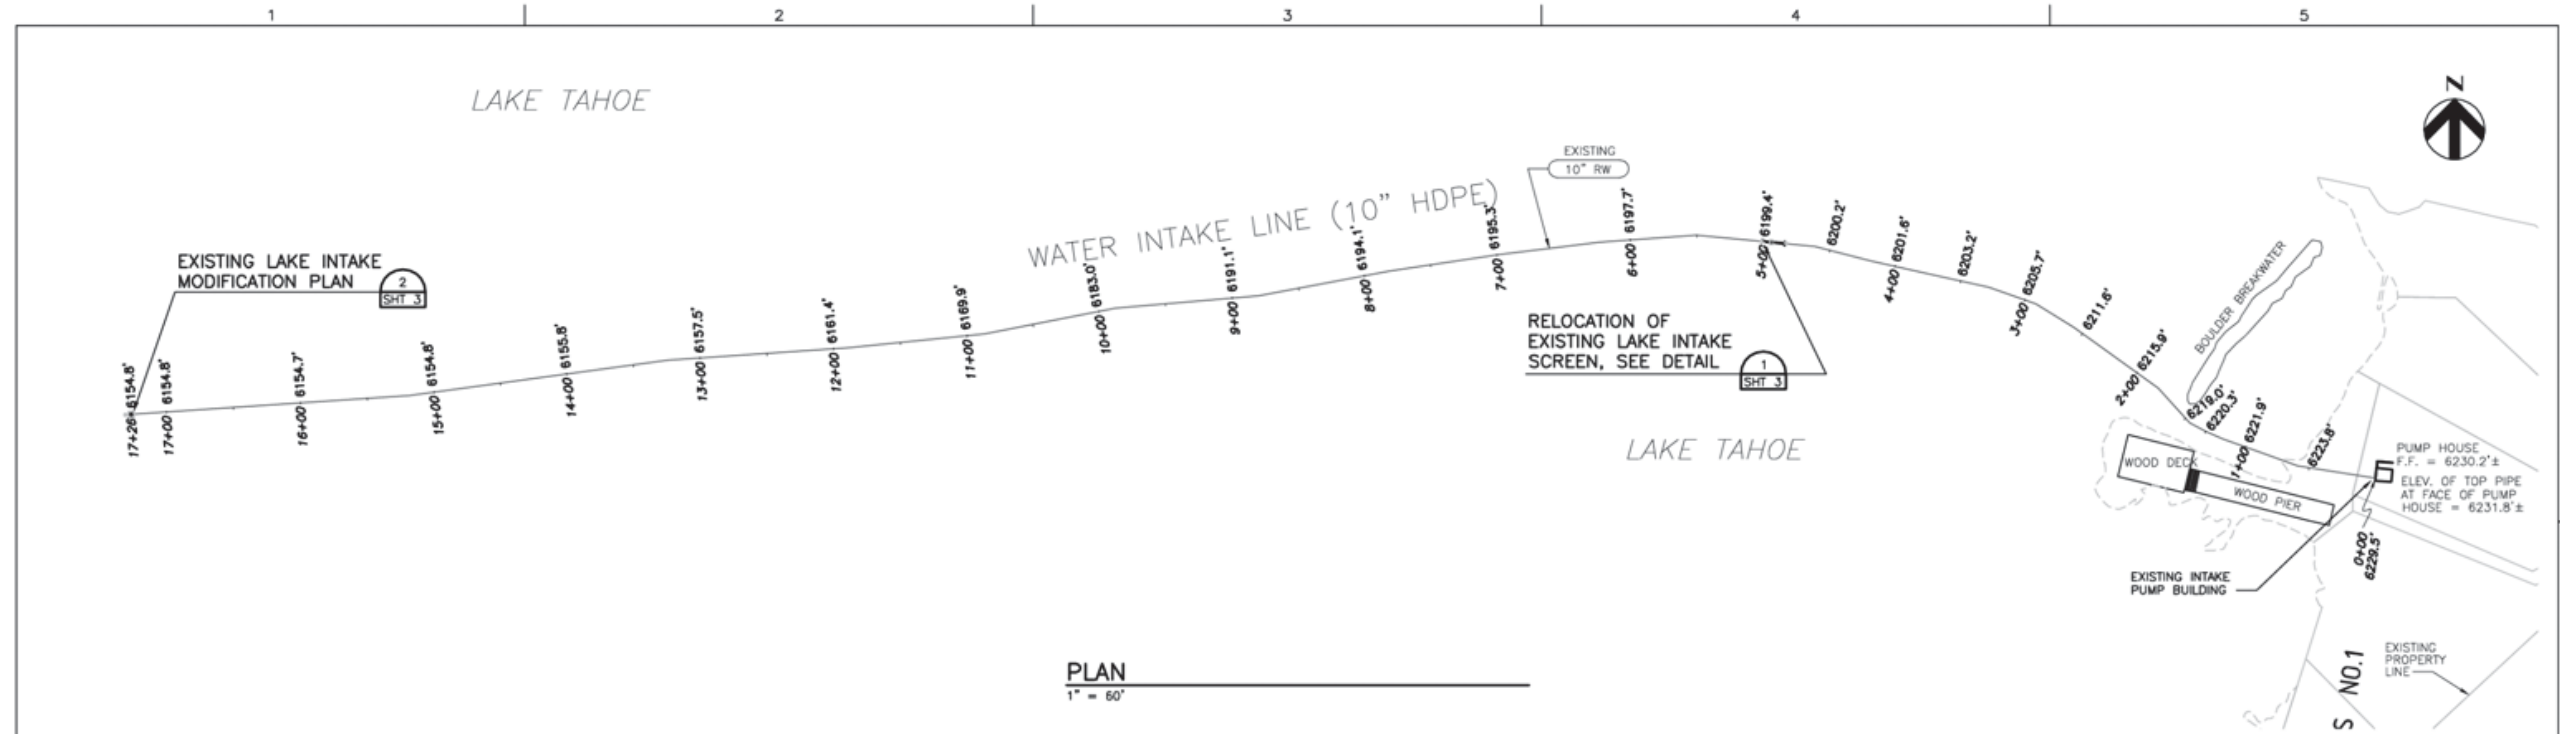 1
2
3
4
5
LAKE TAHOE
N
EXISTING
10" RW
WATER INTAKE LINE (10" HDPE)
EXISTING LAKE INTAKE
MODIFICATION PLAN
2
SHT 3
17+26 6154.8'
17+00 6154.8'
16+00 6154.7'
15+00 6154.8'
14+00 6155.8'
13+00 6157.5'
12+00 6161.4'
11+00 6169.9'
10+00 6183.0'
9+00 6191.1'
8+00 6194.1'
7+00 6195.3'
6+00 6197.7'
5+00 6199.4'
6200.2'
4+00 6201.6'
6203.2'
3+00 6205.7'
6211.6'
2+00 6215.9'
6219.0'
6220.3'
1+00 6221.9'
6223.8'
0+00
6229.5'
RELOCATION OF
EXISTING LAKE INTAKE
SCREEN, SEE DETAIL
1
SHT 3
BOULDER BREAKWATER
LAKE TAHOE
WOOD DECK
WOOD PIER
PUMP HOUSE
F.F. = 6230.2'±
ELEV. OF TOP PIPE
AT FACE OF PUMP
HOUSE = 6231.8'±
EXISTING INTAKE
PUMP BUILDING
EXISTING
PROPERTY
LINE
NO.1
S
PLAN
1" = 60'